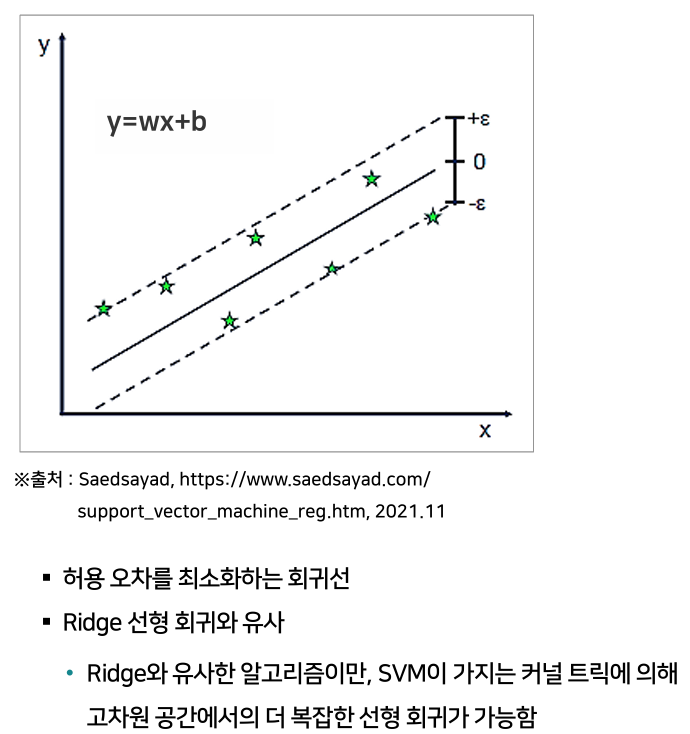 y
y=wx+b
+ε
0
-ε
x
※출처 : Saedsayad, https://www.saedsayad.com/
support_vector_machine_reg.htm, 2021.11
▪ 허용 오차를 최소화하는 회귀선
▪ Ridge 선형 회귀와 유사
• Ridge와 유사한 알고리즘이만, SVM이 가지는 커널 트릭에 의해
고차원 공간에서의 더 복잡한 선형 회귀가 가능함